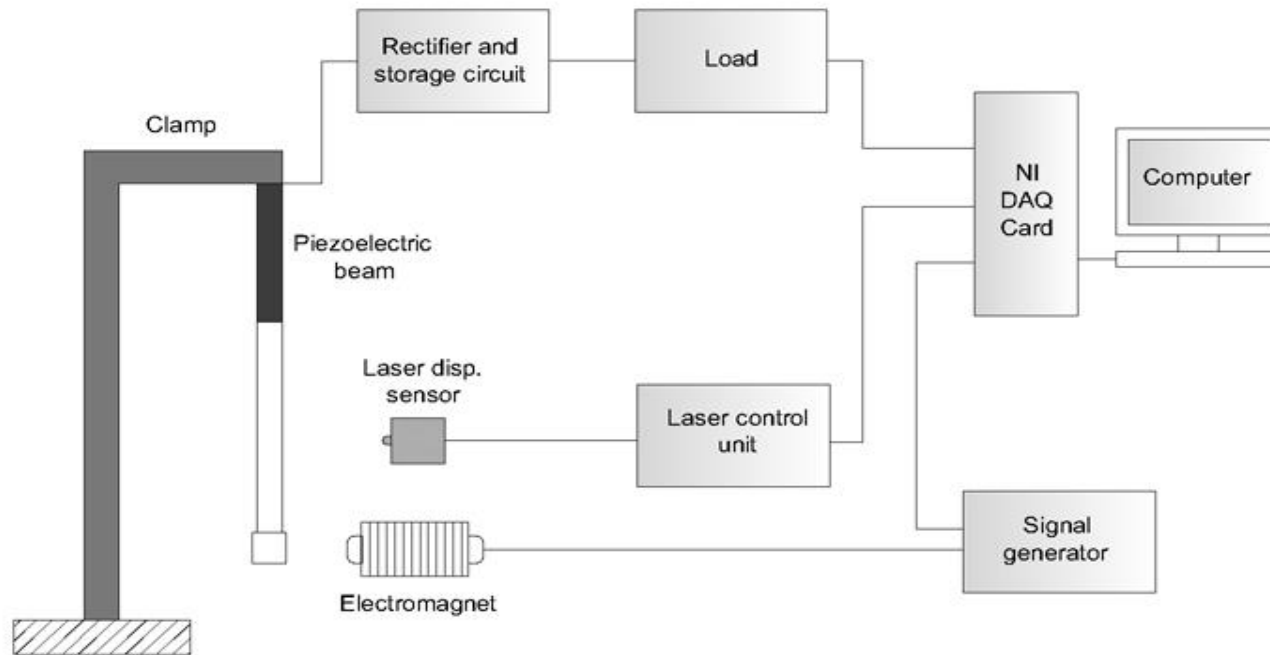 Rectifier and
storage circuit
Load
Clamp
NI
DAQ
Card
Computer
Piezoelectric
beam
Laser disp.
sensor
Laser control
unit
Signal
generator
Electromagnet